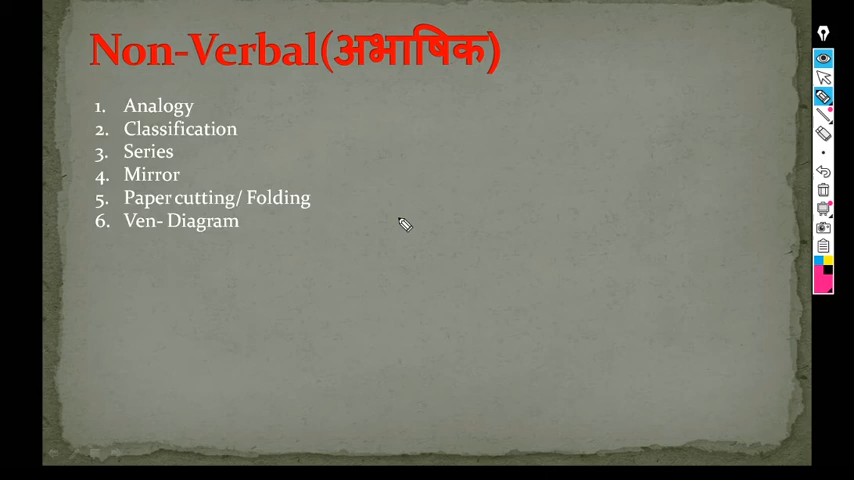 Non-Verbal(अभाषिक)
1. Analogy
2. Classification
3. Series
4. Mirror
5. Paper cutting/ Folding
6. Ven- Diagram